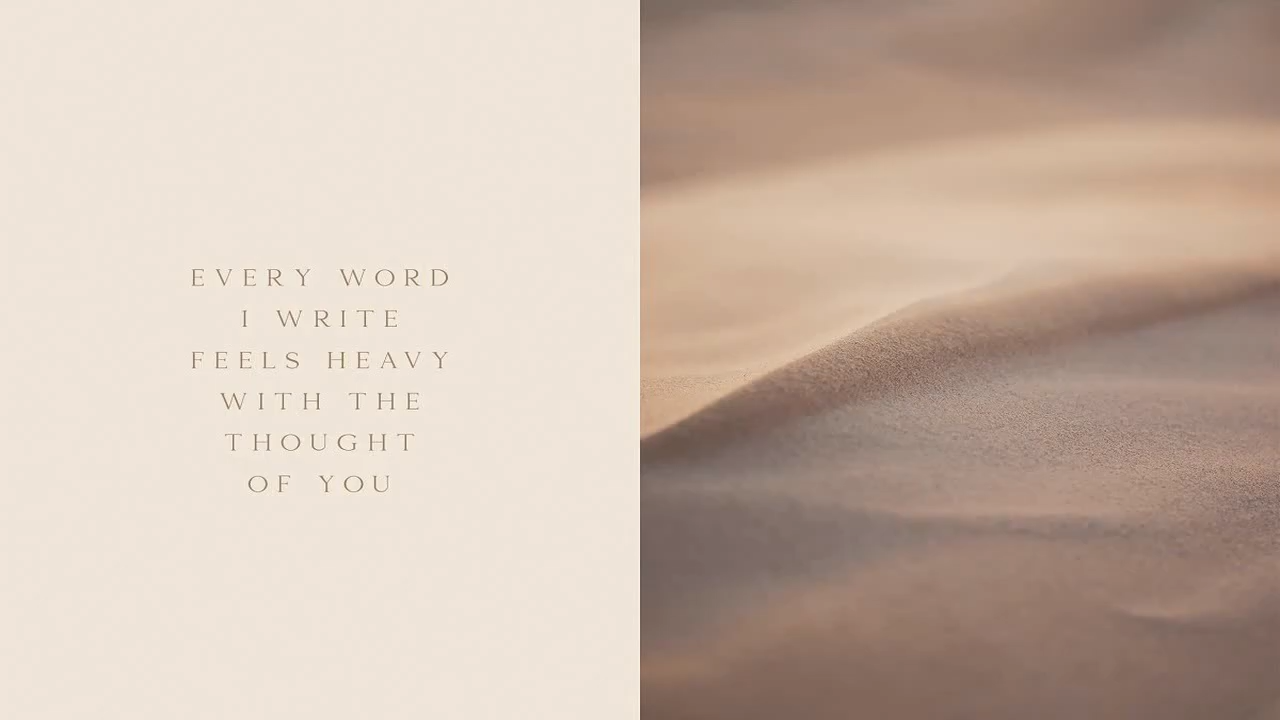 EVERY WORD
I WRITE
FEELS HEAVY
WITH THE
THOUGHT
OF YOU